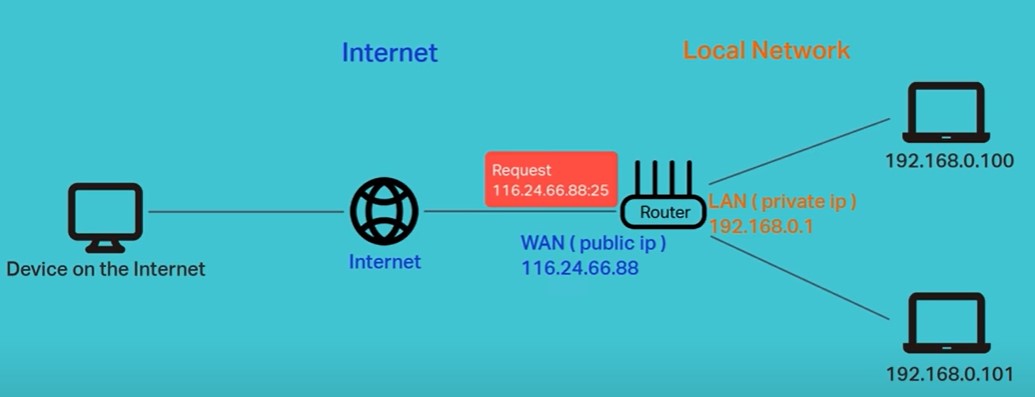 Internet
Local Network
192.168.0.100
Request
116.24.66.88:25
Router
LAN ( private ip )
192.168.0.1
WAN ( public ip )
116.24.66.88
Internet
Device on the Internet
192.168.0.101